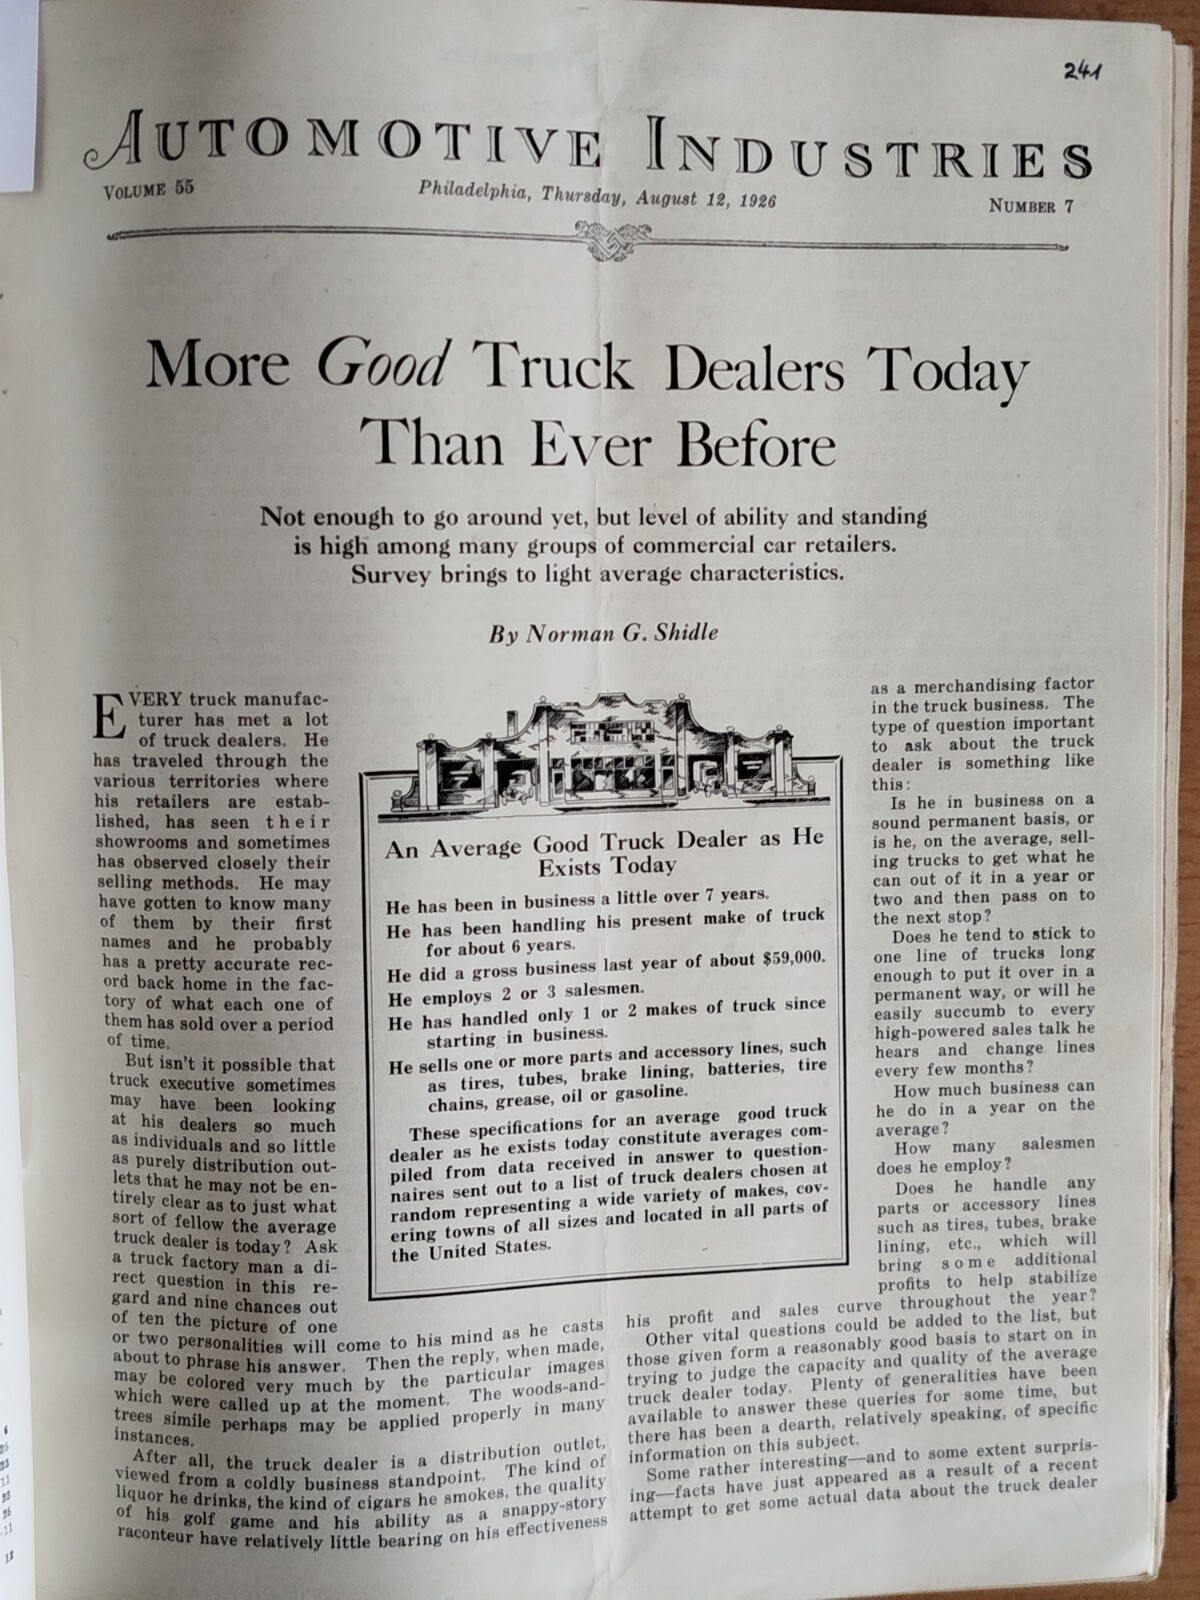 241
AUTOMOTIVE INDUSTRIES
VOLUME 55
Philadelphia, Thursday, August 12, 1926
NUMBER 7
More Good Truck Dealers Today
Than Ever Before
Not enough to go around yet, but level of ability and standing
is high among many groups of commercial car retailers.
Survey brings to light average characteristics.
By Norman G. Shidle
EVERY truck manufac-
turer has met a lot
of truck dealers. He
has traveled through the
various territories where
his retailers are estab-
lished, has seen their
showrooms and sometimes
has observed closely their
selling methods. He may
have gotten to know many
of them by their first
names and he probably
has a pretty accurate rec-
ord back home in the fac-
tory of what each one of
them has sold over a period
of time.
But isn't it possible that
truck executive sometimes
may have been looking
at his dealers so much
as individuals and so little
as purely distribution out-
lets that he may not be en-
tirely clear as to just what
sort of fellow the average
truck dealer is today? Ask
a truck factory man a di-
rect question in this re-
gard and nine chances out
of ten the picture of one
or two personalities will come to his mind as he casts
about to phrase his answer. Then the reply, when made,
may be colored very much by the particular images
which were called up at the moment. The woods-and-
trees simile perhaps may be applied properly in many
instances.
After all, the truck dealer is a distribution outlet,
viewed from a coldly business standpoint. The kind of
liquor he drinks, the kind of cigars he smokes, the quality
of his golf game and his ability as a snappy-story
raconteur have relatively little bearing on his effectiveness
An Average Good Truck Dealer as He
Exists Today
He has been in business a little over 7 years.
He has been handling his present make of truck
for about 6 years.
He did a gross business last year of about $59,000.
He employs 2 or 3 salesmen.
He has handled only 1 or 2 makes of truck since
starting in business.
He sells one or more parts and accessory lines, such
as tires, tubes, brake lining, batteries, tire
chains, grease, oil or gasoline.
These specifications for an average good truck
dealer as he exists today constitute averages com-
piled from data received in answer to question-
naires sent out to a list of truck dealers chosen at
random representing a wide variety of makes, cov-
ering towns of all sizes and located in all parts of
the United States.
as a merchandising factor
in the truck business. The
type of question important
to ask about the truck
dealer is something like
this:
Is he in business on a
sound permanent basis, or
is he, on the average, sell-
ing trucks to get what he
can out of it in a year or
two and then pass on to
the next stop?
Does he tend to stick to
one line of trucks long
enough to put it over in a
permanent way, or will he
easily succumb to every
high-powered sales talk he
hears and change lines
every few months?
How much business can
he do in a year on the
average?
How many salesmen
does he employ?
Does he handle any
parts or accessory lines
such as tires, tubes, brake
lining, etc., which will
bring some additional
profits to help stabilize
his profit and sales curve throughout the year?
Other vital questions could be added to the list, but
those given form a reasonably good basis to start on in
trying to judge the capacity and quality of the average
truck dealer today. Plenty of generalities have been
available to answer these queries for some time, but
there has been a dearth, relatively speaking, of specific
information on this subject.
Some rather interesting—and to some extent surpris-
ing—facts have just appeared as a result of a recent
attempt to get some actual data about the truck dealer